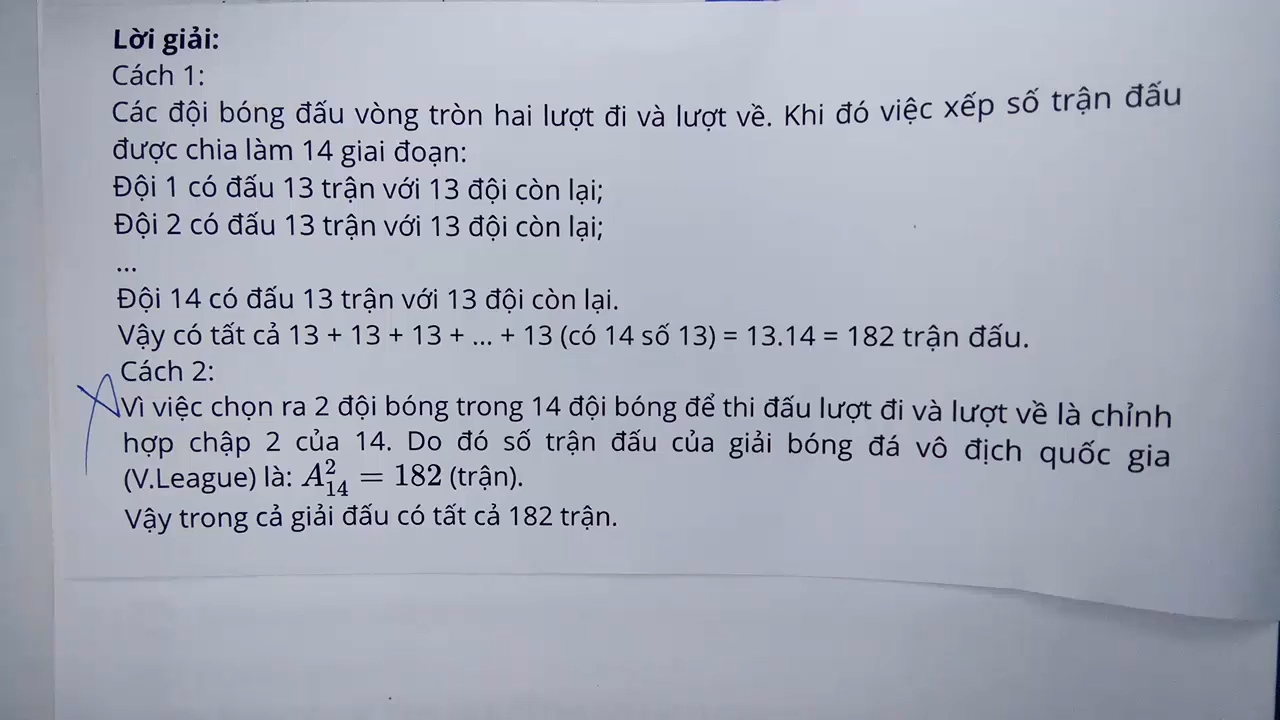 Lời giải:
Cách 1:
Các đội bóng đấu vòng tròn hai lượt đi và lượt về. Khi đó việc xếp số trận đấu
được chia làm 14 giai đoạn:
Đội 1 có đấu 13 trận với 13 đội còn lại;
Đội 2 có đấu 13 trận với 13 đội còn lại;
...
Đội 14 có đấu 13 trận với 13 đội còn lại.
Vậy có tất cả 13 + 13 + 13 + ... + 13 (có 14 số 13) = 13.14 = 182 trận đấu.
Cách 2:
Vì việc chọn ra 2 đội bóng trong 14 đội bóng để thi đấu lượt đi và lượt về là chỉnh
hợp chập 2 của 14. Do đó số trận đấu của giải bóng đá vô địch quốc gia
(V.League) là: $A_{14}^{2} = 182$ (trận).
Vậy trong cả giải đấu có tất cả 182 trận.